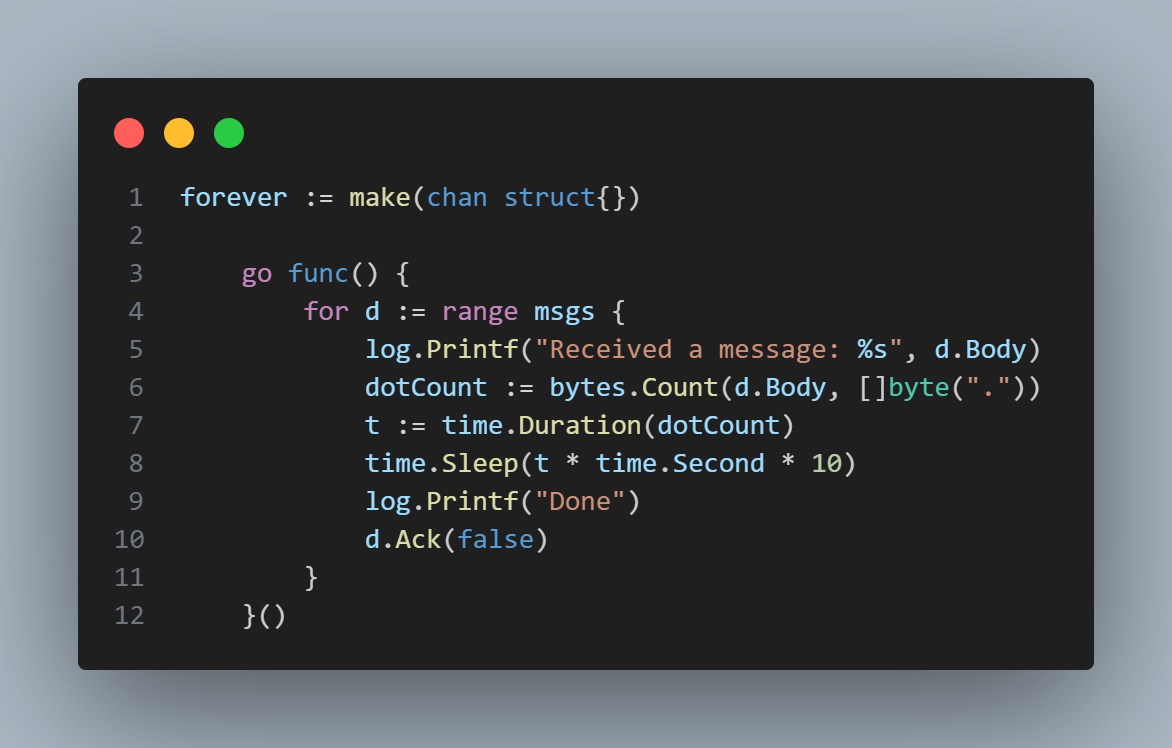 1 forever := make(chan struct{})
2
3     go func() {
4         for d := range msgs {
5             log.Printf("Received a message: %s", d.Body)
6             dotCount := bytes.Count(d.Body, []byte("."))
7             t := time.Duration(dotCount)
8             time.Sleep(t * time.Second * 10)
9             log.Printf("Done")
10             d.Ack(false)
11         }
12     }()